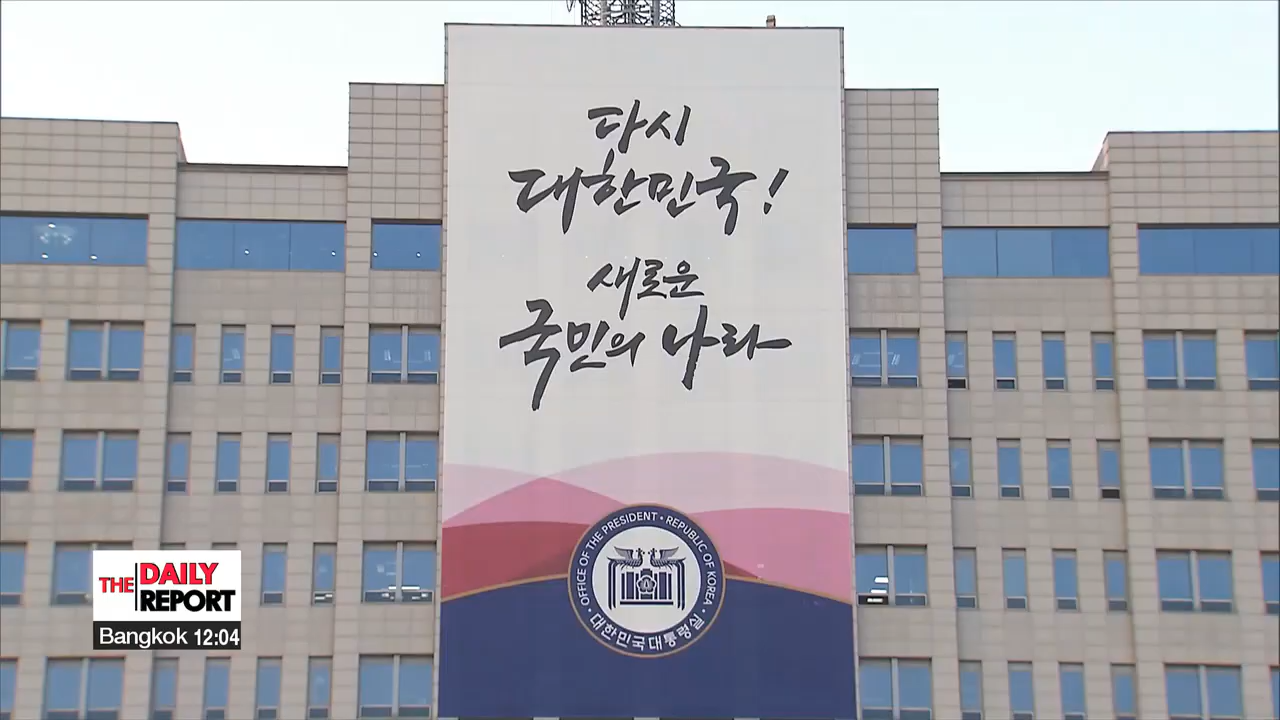 다시
대한민국!
새로운
국민의 나라
OFFICE OF THE PRESIDENT • REPUBLIC OF KOREA
대한민국대통령실
THE DAILY
REPORT
Bangkok 12:04